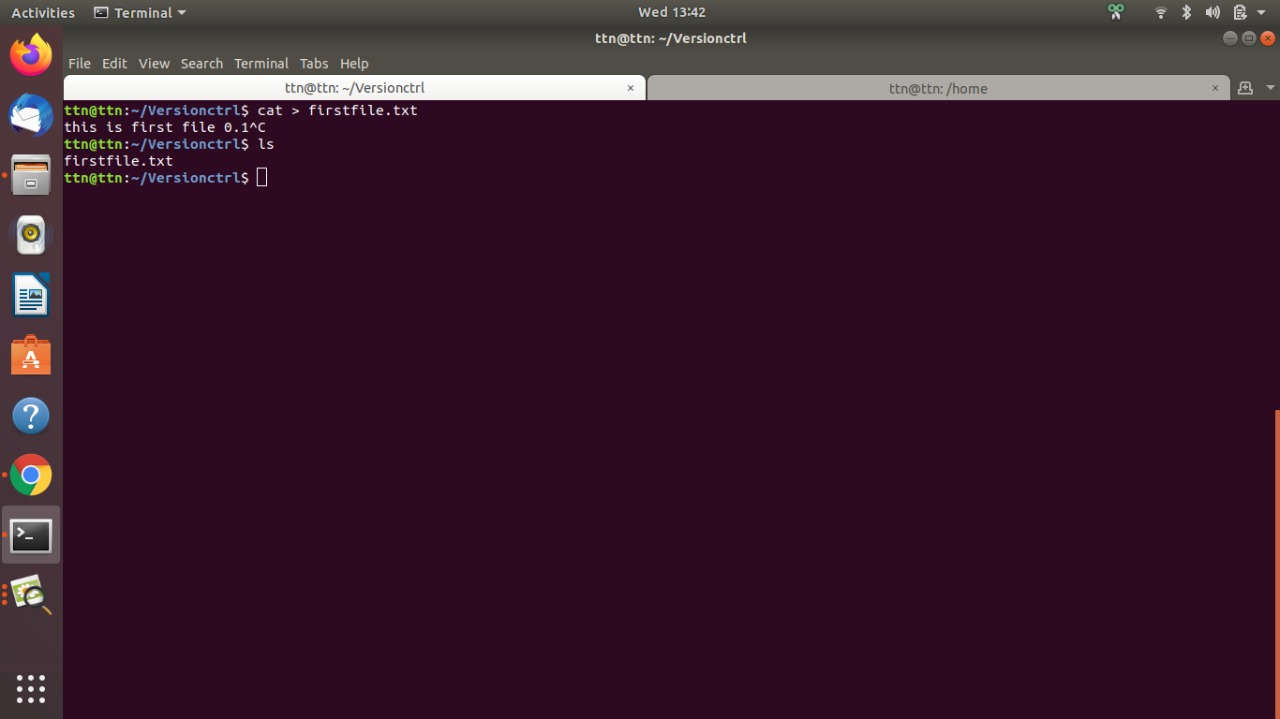 Activities Terminal Wed 13:42
ttn@ttn: ~/Versionctrl
File Edit View Search Terminal Tabs Help
ttn@ttn: ~/Versionctrl × ttn@ttn: /home ×
ttn@ttn:~/Versionctrl$ cat > firstfile.txt
this is first file 0.1^C
ttn@ttn:~/Versionctrl$ ls
firstfile.txt
ttn@ttn:~/Versionctrl$